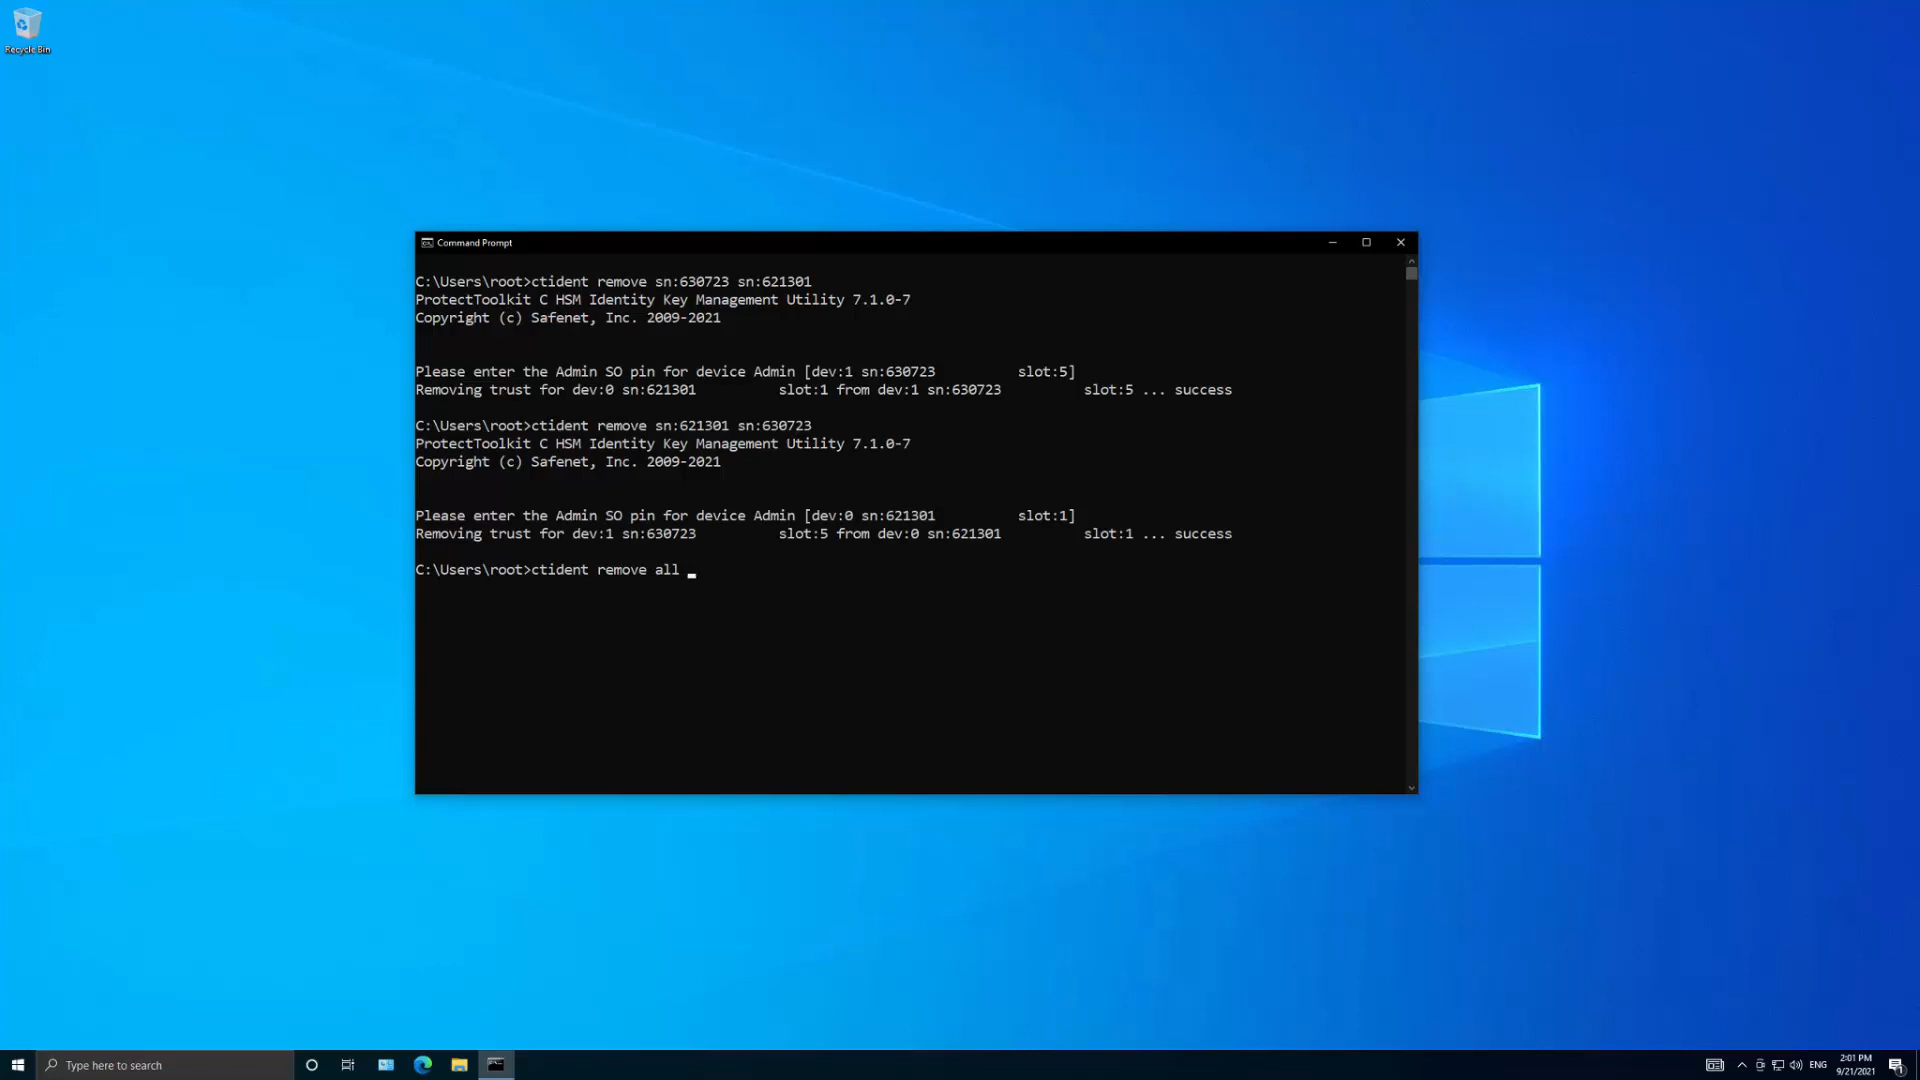 Recycle Bin
Command Prompt
C:\Users\root>ctident remove sn:630723 sn:621301
ProtectToolkit C HSM Identity Key Management Utility 7.1.0-7
Copyright (c) Safenet, Inc. 2009-2021
Please enter the Admin SO pin for device Admin [dev:1 sn:630723          slot:5]
Removing trust for dev:0 sn:621301          slot:1 from dev:1 sn:630723          slot:5 ... success
C:\Users\root>ctident remove sn:621301 sn:630723
ProtectToolkit C HSM Identity Key Management Utility 7.1.0-7
Copyright (c) Safenet, Inc. 2009-2021
Please enter the Admin SO pin for device Admin [dev:0 sn:621301          slot:1]
Removing trust for dev:1 sn:630723          slot:5 from dev:0 sn:621301          slot:1 ... success
C:\Users\root>ctident remove all _
Type here to search
ENG
2:01 PM
9/21/2021